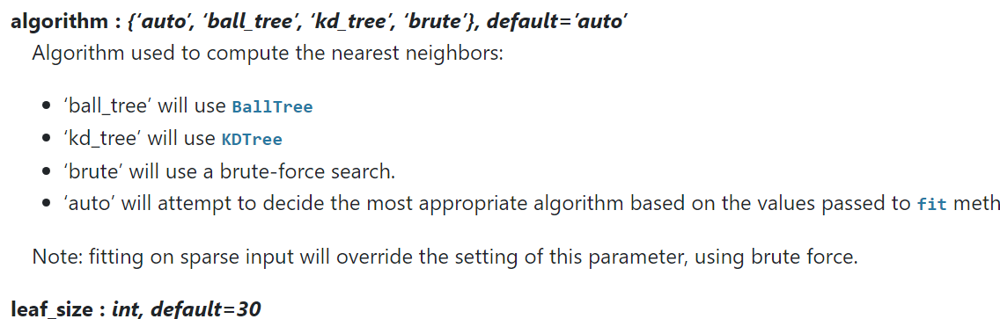 algorithm : {‘auto’, ‘ball_tree’, ‘kd_tree’, ‘brute’}, default=’auto’
Algorithm used to compute the nearest neighbors:
• ‘ball_tree’ will use BallTree
• ‘kd_tree’ will use KDTree
• ‘brute’ will use a brute-force search.
• ‘auto’ will attempt to decide the most appropriate algorithm based on the values passed to fit meth
Note: fitting on sparse input will override the setting of this parameter, using brute force.
leaf_size : int, default=30